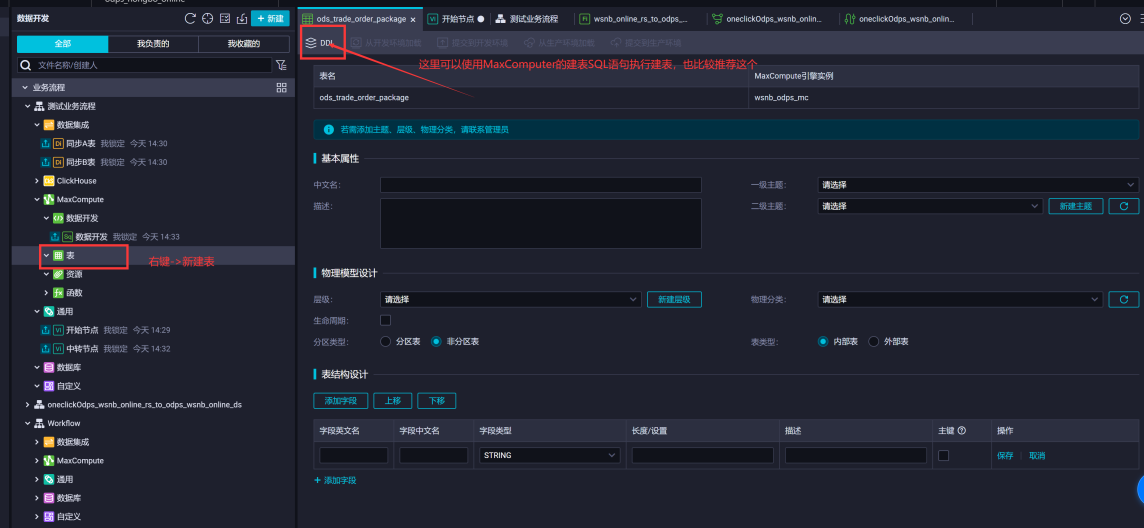 odps_hongbo_online
数据开发
+ 新建
全部 我负责的 我收藏的
文件名称/创建人
业务流程
测试业务流程
数据集成
DI 同步A表 我锁定 今天 14:30
DI 同步B表 我锁定 今天 14:30
ClickHouse
MaxCompute
数据开发
Sq 数据开发 我锁定 今天 14:33
表
右键->新建表
资源
函数
通用
VI 开始节点 我锁定 今天 14:29
VI 中转节点 我锁定 今天 14:32
数据库
自定义
oneclickOdps_wsnb_online_rs_to_odps_wsnb_online_ds
Workflow
数据集成
MaxCompute
通用
数据库
自定义
ods_trade_order_package ×
VI 开始节点
测试业务流程
FI wsnb_online_rs_to_ods_...
oneclickOdps_wsnb_onlin...
oneclickOdps_wsnb_onlin...
DDL 从开发环境加载 提交到开发环境 从生产环境加载 提交到生产环境
这里可以使用MaxComputer的建表SQL语句执行建表，也比较推荐这个
表名 MaxCompute引擎实例
ods_trade_order_package wsnb_odps_mc
若需添加主题、层级、物理分类，请联系管理员
基本属性
中文名: 一级主题: 请选择
描述: 二级主题: 请选择 新建主题
物理模型设计
层级: 请选择 新建层级 物理分类: 请选择
生命周期:
分区类型: 分区表 非分区表 表类型: 内部表 外部表
表结构设计
添加字段 上移 下移
字段英文名 字段中文名 字段类型 长度/设置 描述 主键 操作
STRING 保存 取消
+ 添加字段